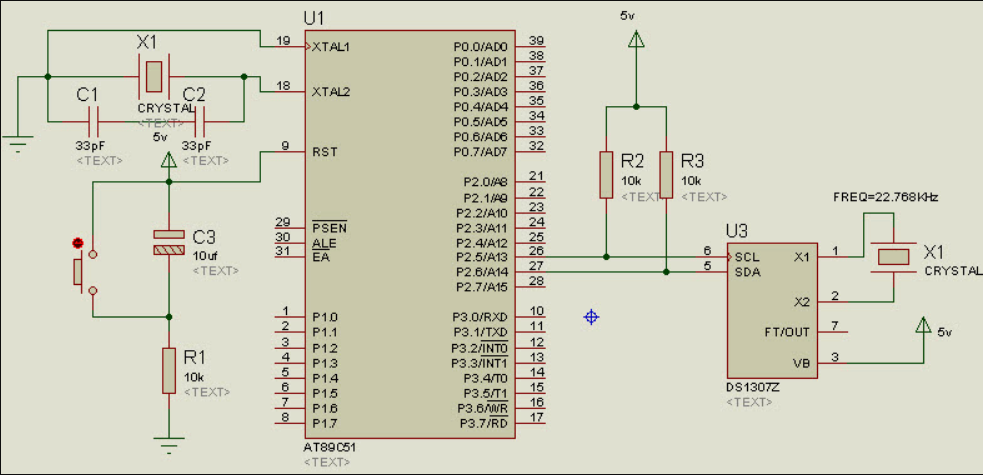 U1
5v
19 XTAL1
18 XTAL2
9 RST
29 PSEN
30 ALE
31 EA
1 P1.0
2 P1.1
3 P1.2
4 P1.3
5 P1.4
6 P1.5
7 P1.6
8 P1.7
P0.0/AD0 39
P0.1/AD1 38
P0.2/AD2 37
P0.3/AD3 36
P0.4/AD4 35
P0.5/AD5 34
P0.6/AD6 33
P0.7/AD7 32
P2.0/A8 21
P2.1/A9 22
P2.2/A10 23
P2.3/A11 24
P2.4/A12 25
P2.5/A13 26
P2.6/A14 27
P2.7/A15 28
P3.0/RXD 10
P3.1/TXD 11
P3.2/INT0 12
P3.3/INT1 13
P3.4/T0 14
P3.5/T1 15
P3.6/WR 16
P3.7/RD 17
AT89C51
<TEXT>
X1
CRYSTAL
<TEXT>
C1
33pF
<TEXT>
C2
33pF
<TEXT>
5v
C3
10uf
<TEXT>
R1
10k
<TEXT>
R2
10k
<TEXT>
R3
10k
<TEXT>
U3
6 SCL
5 SDA
X1 1
X2 2
FT/OUT 7
VB 3
DS1307Z
<TEXT>
FREQ=22.768KHz
X1
CRYSTAL
5v